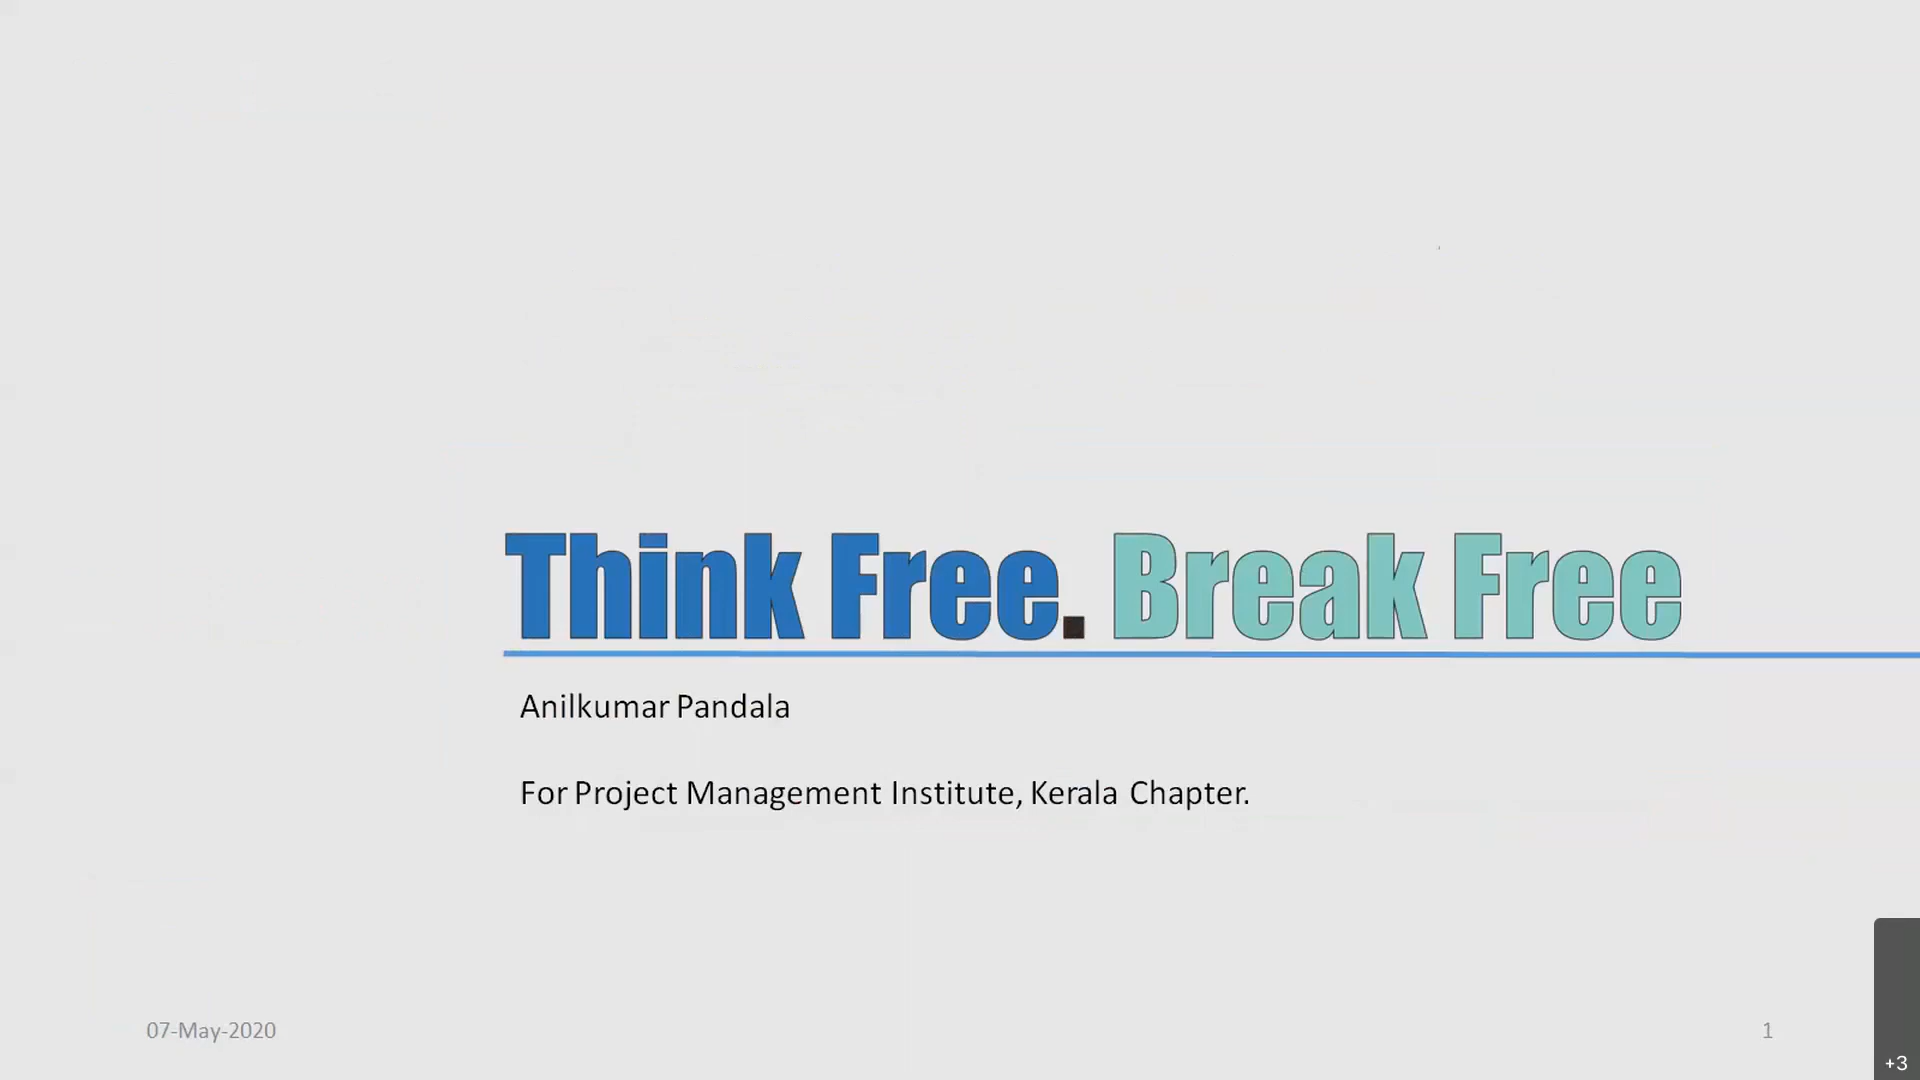 Think Free. Break Free
Anilkumar Pandala
For Project Management Institute, Kerala Chapter.
07-May-2020
1
+3